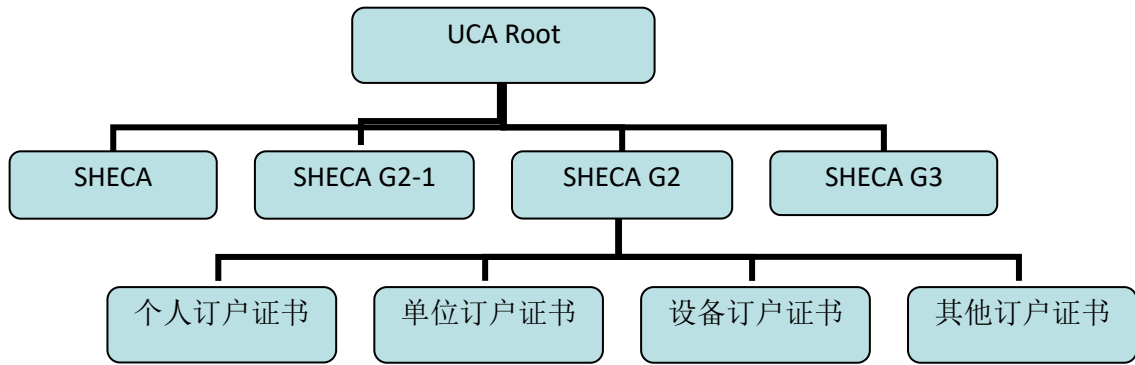 UCA Root
SHECA
SHECA G2-1
SHECA G2
SHECA G3
个人订户证书
单位订户证书
设备订户证书
其他订户证书